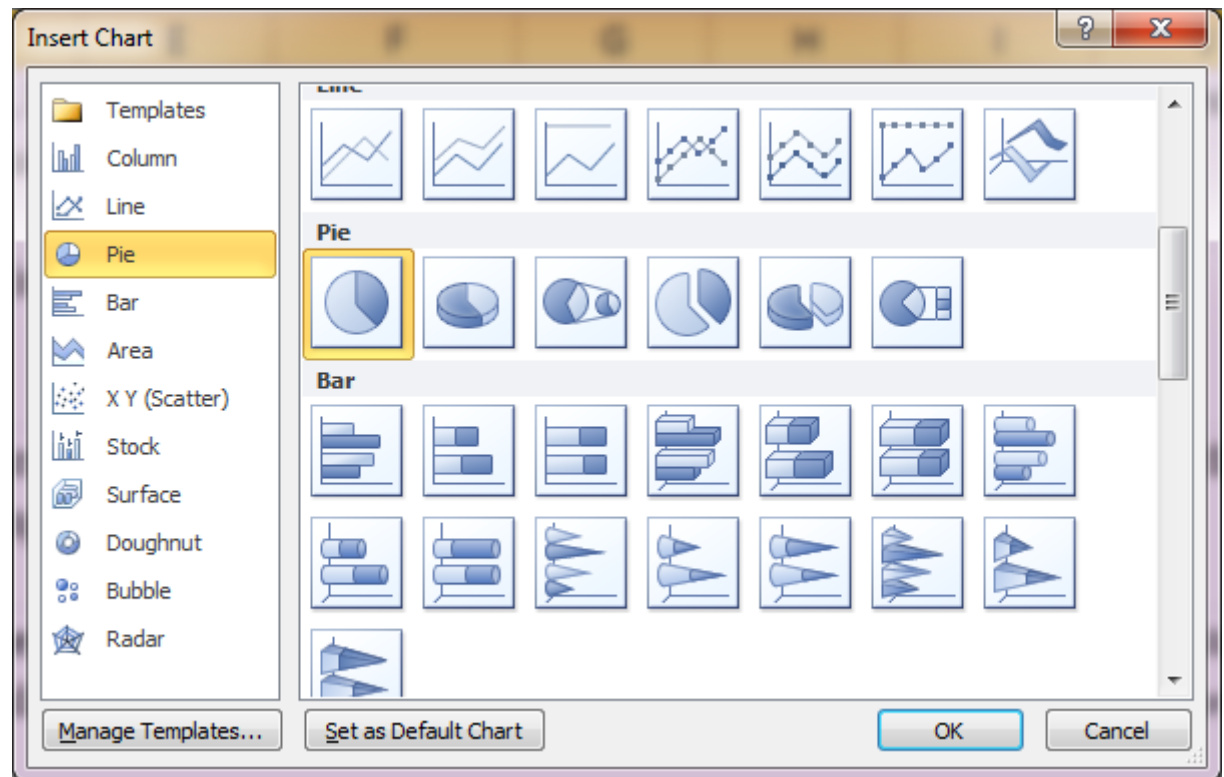 Insert Chart
E F G H I
Templates
Column
Line
Pie
Bar
Area
X Y (Scatter)
Stock
Surface
Doughnut
Bubble
Radar
Line
Pie
Bar
Manage Templates...
Set as Default Chart
OK
Cancel